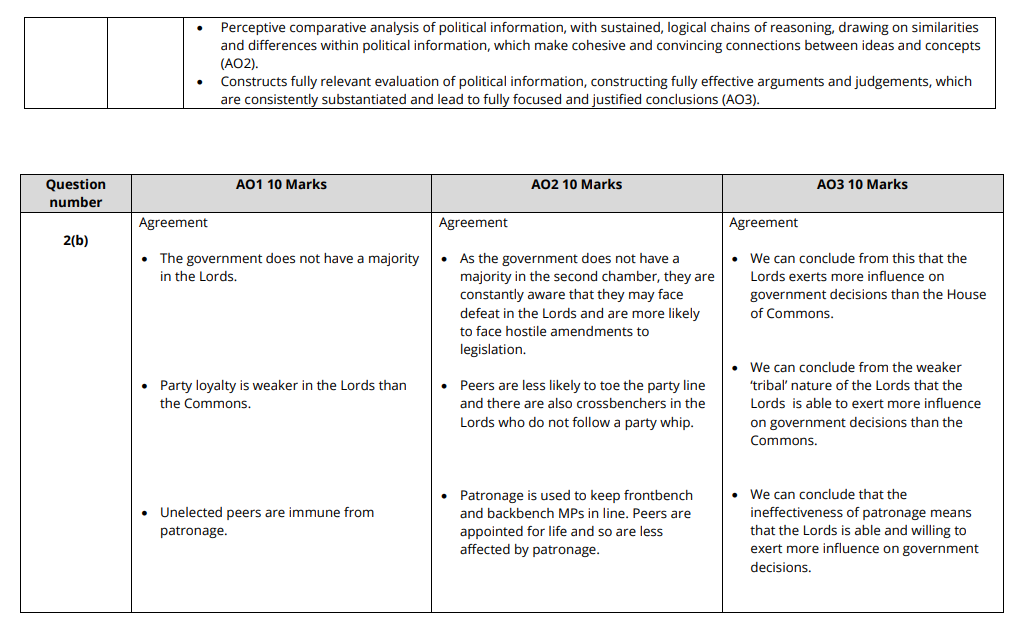 • Perceptive comparative analysis of political information, with sustained, logical chains of reasoning, drawing on similarities
and differences within political information, which make cohesive and convincing connections between ideas and concepts
(AO2).
• Constructs fully relevant evaluation of political information, constructing fully effective arguments and judgements, which
are consistently substantiated and lead to fully focused and justified conclusions (AO3).
Question
number
AO1 10 Marks
AO2 10 Marks
AO3 10 Marks
2(b)
Agreement
• The government does not have a majority
in the Lords.
• Party loyalty is weaker in the Lords than
the Commons.
• Unelected peers are immune from
patronage.
Agreement
• As the government does not have a
majority in the second chamber, they are
constantly aware that they may face
defeat in the Lords and are more likely
to face hostile amendments to
legislation.
• Peers are less likely to toe the party line
and there are also crossbenchers in the
Lords who do not follow a party whip.
• Patronage is used to keep frontbench
and backbench MPs in line. Peers are
appointed for life and so are less
affected by patronage.
Agreement
• We can conclude from this that the
Lords exerts more influence on
government decisions than the House
of Commons.
• We can conclude from the weaker
‘tribal’ nature of the Lords that the
Lords is able to exert more influence
on government decisions than the
Commons.
• We can conclude that the
ineffectiveness of patronage means
that the Lords is able and willing to
exert more influence on government
decisions.